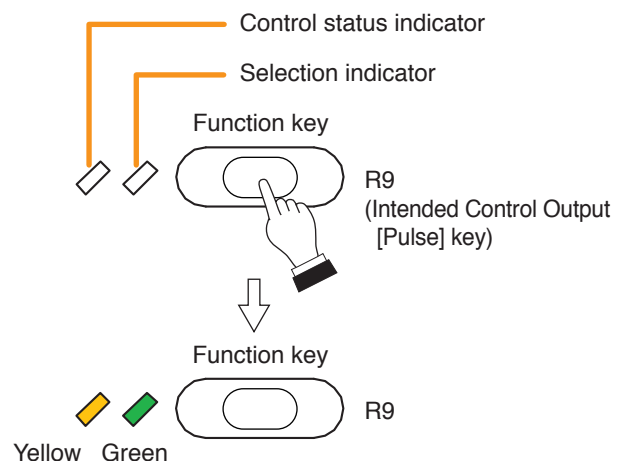 Control status indicator
Selection indicator
Function key
R9
(Intended Control Output
[Pulse] key)
Function key
R9
Yellow Green